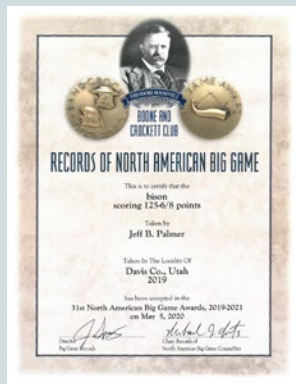 THEODORE ROOSEVELT
BOONE AND
CROCKETT CLUB
RECORDS OF NORTH AMERICAN BIG GAME
This is to certify that the
bison
scoring 125-6/8 points
Taken by
Jeff B. Palmer
Taken In The Locality Of
Davis Co., Utah
2019
has been accepted in the
31st North American Big Game Awards, 2019-2021
on May 5, 2020
Director
Big Game Records
Chair, Records of
North American Big Game Committee